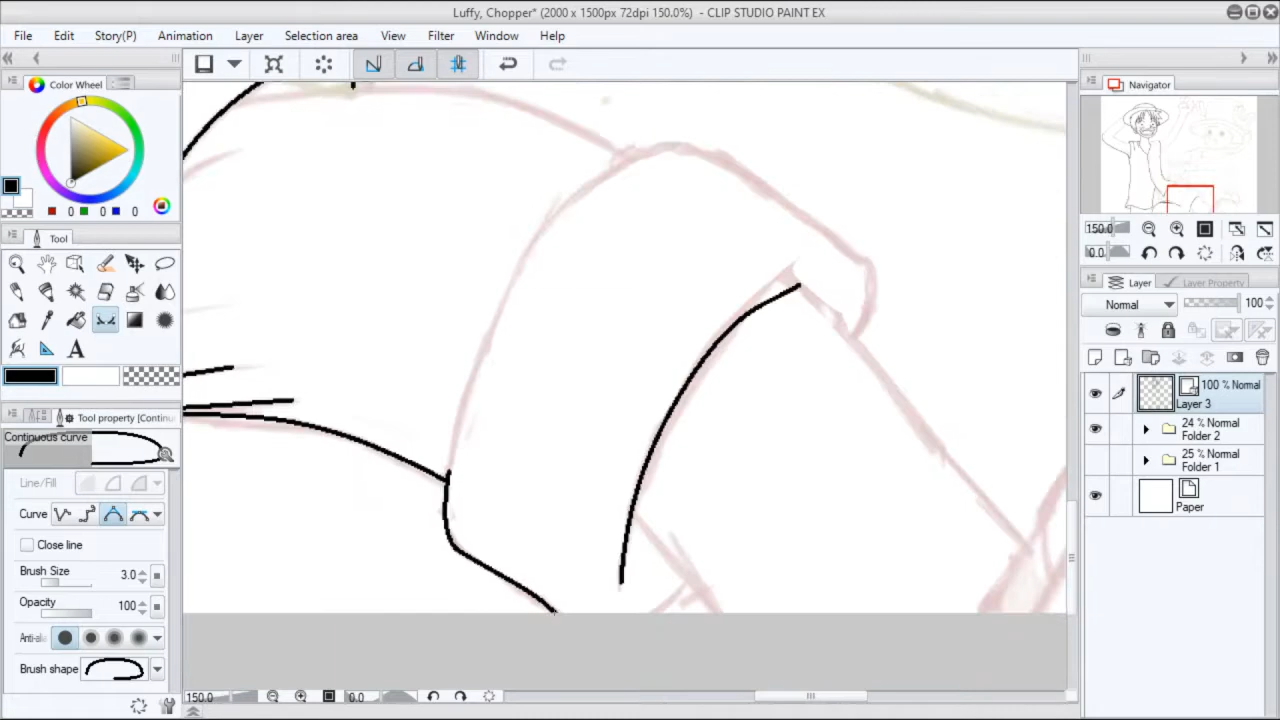 Luffy, Chopper* (2000 x 1500px 72dpi 150.0%) - CLIP STUDIO PAINT EX
File Edit Story(P) Animation Layer Selection area View Filter Window Help
Color Wheel
0 0 0
Tool
Tool property [Continu
Continuous curve
Line/Fill
Curve
Close line
Brush Size 3.0
Opacity 100
Anti-ali
Brush shape
150.0 0.0
Navigator
150.0
0.0
Layer Layer Property
Normal 100
100 % Normal
Layer 3
24 % Normal
Folder 2
25 % Normal
Folder 1
Paper